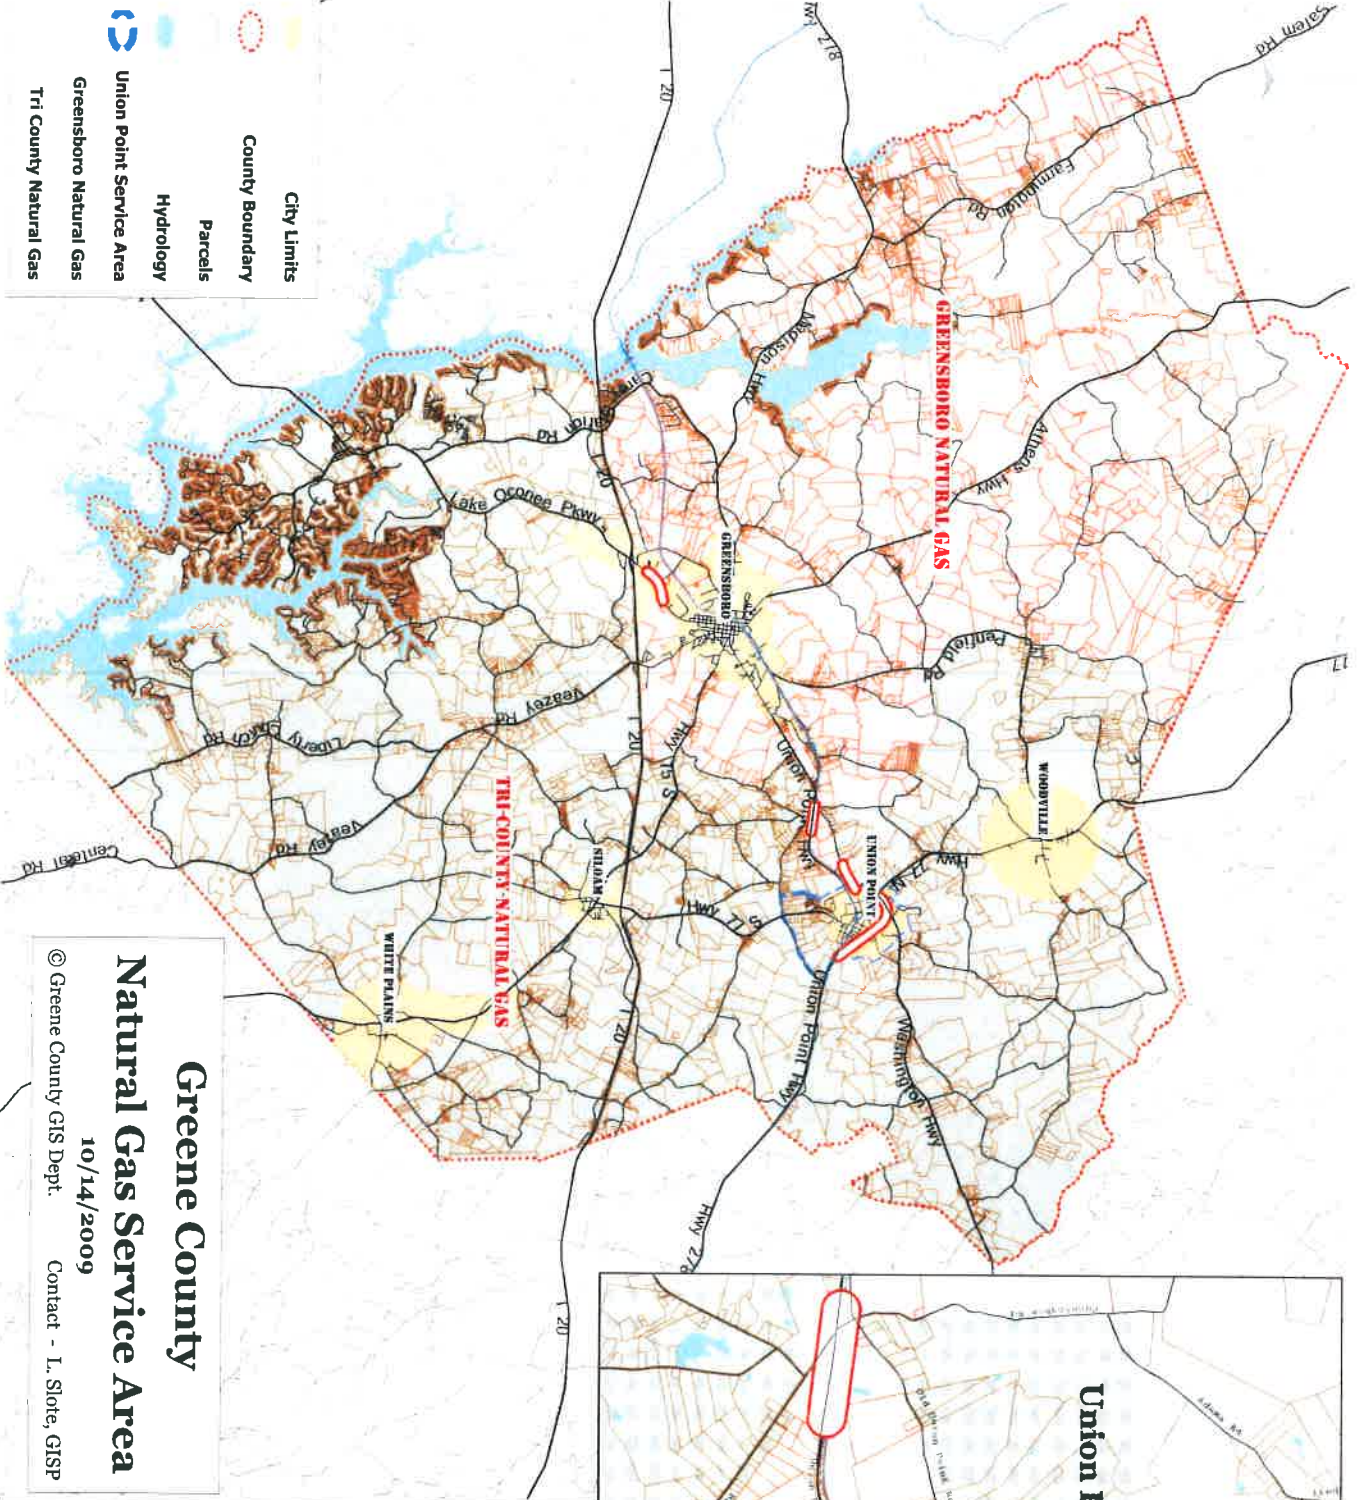 Greene County
Natural Gas Service Area
10/14/2009
© Greene County GIS Dept. Contact - L. Slote, GISP
City Limits
County Boundary
Parcels
Hydrology
Union Point Service Area
Greensboro Natural Gas
Tri County Natural Gas
GREENSBORO NATURAL GAS
TRI-COUNTY NATURAL GAS
GREENSBORO
UNION POINT
WOODVILLE
SILOAM
WHITE PLAINS
Salem Rd
Farmington Rd
Madison Hwy
Athens Hwy
Penfield Rd
17
I 20
I 20
I 20
I 20
I 20
Lake Oconee Pkwy
Veazey Rd
Veazey Rd
Liberty Church Rd
Central Rd
Hwy 15 S
Union Point Hwy
Hwy 77 N
Hwy 77 S
Union Point Hwy
Washington Hwy
Hwy 278
Hwy 278
Union
Adams Rd